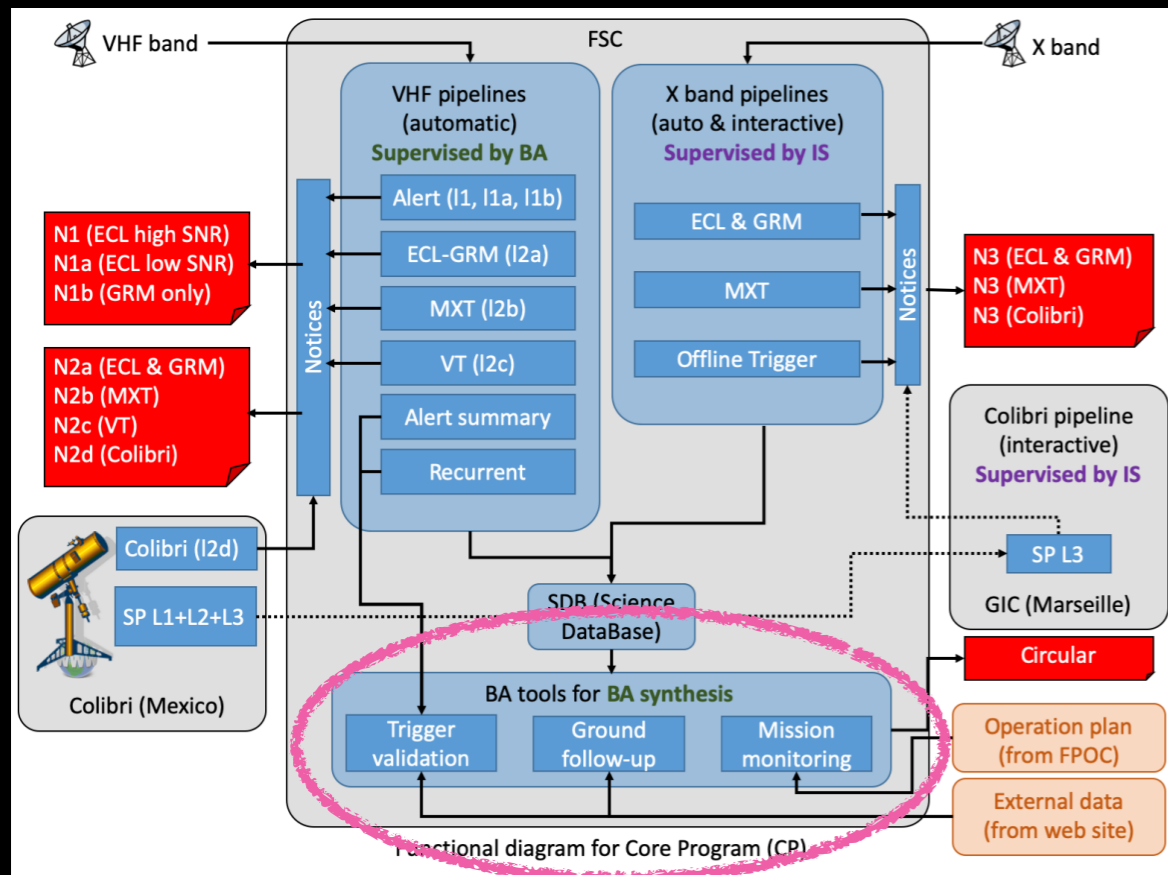 VHF band
FSC
X band
VHF pipelines
(automatic)
Supervised by BA
Alert (l1, l1a, l1b)
ECL-GRM (l2a)
MXT (l2b)
VT (l2c)
Alert summary
Recurrent
Notices
X band pipelines
(auto & interactive)
Supervised by IS
ECL & GRM
MXT
Offline Trigger
Notices
N1 (ECL high SNR)
N1a (ECL low SNR)
N1b (GRM only)
N2a (ECL & GRM)
N2b (MXT)
N2c (VT)
N2d (Colibri)
N3 (ECL & GRM)
N3 (MXT)
N3 (Colibri)
Colibri pipeline
(interactive)
Supervised by IS
SP L3
GIC (Marseille)
Colibri (l2d)
SP L1+L2+L3
Colibri (Mexico)
SDB (Science
DataBase)
BA tools for BA synthesis
Trigger
validation
Ground
follow-up
Mission
monitoring
Circular
Operation plan
(from FPOC)
External data
(from web site)
Functional diagram for Core Program (CP)